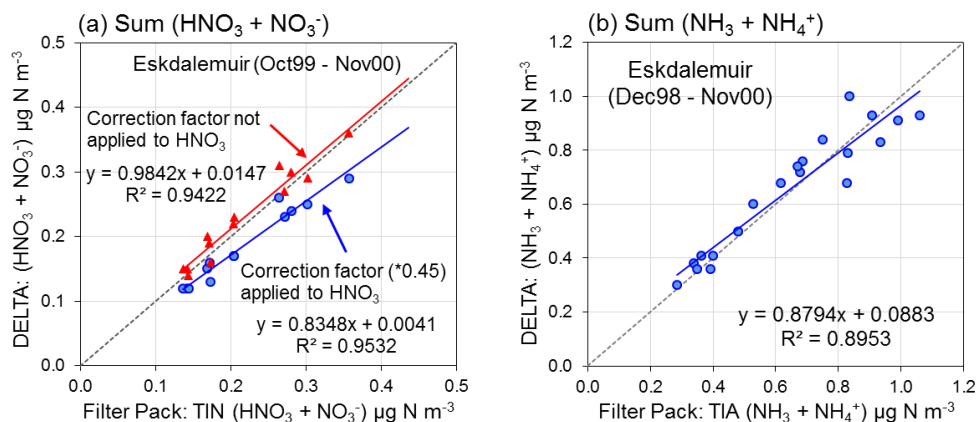 (a) Sum (HNO₃ + NO₃⁻)
DELTA: (HNO₃ + NO₃⁻) µg N m⁻³
0.5
0.4
0.3
0.2
0.1
0.0
Eskdalemuir (Oct99 - Nov00)
Correction factor not
applied to HNO₃
y = 0.9842x + 0.0147
R² = 0.9422
Correction factor (*0.45)
applied to HNO₃
y = 0.8348x + 0.0041
R² = 0.9532
0.0 0.1 0.2 0.3 0.4 0.5
Filter Pack: TIN (HNO₃ + NO₃⁻) µg N m⁻³
(b) Sum (NH₃ + NH₄⁺)
DELTA: (NH₃ + NH₄⁺) µg N m⁻³
1.2
1.0
0.8
0.6
0.4
0.2
0.0
Eskdalemuir
(Dec98 - Nov00)
y = 0.8794x + 0.0883
R² = 0.8953
0.0 0.2 0.4 0.6 0.8 1.0 1.2
Filter Pack: TIA (NH₃ + NH₄⁺) µg N m⁻³